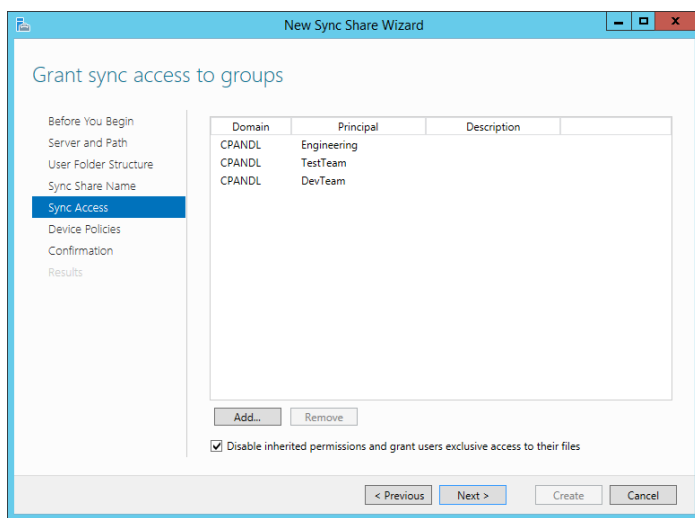 New Sync Share Wizard
Grant sync access to groups
Before You Begin
Server and Path
User Folder Structure
Sync Share Name
Sync Access
Device Policies
Confirmation
Results
Domain Principal Description
CPANDL Engineering
CPANDL TestTeam
CPANDL DevTeam
Add... Remove
Disable inherited permissions and grant users exclusive access to their files
< Previous Next > Create Cancel